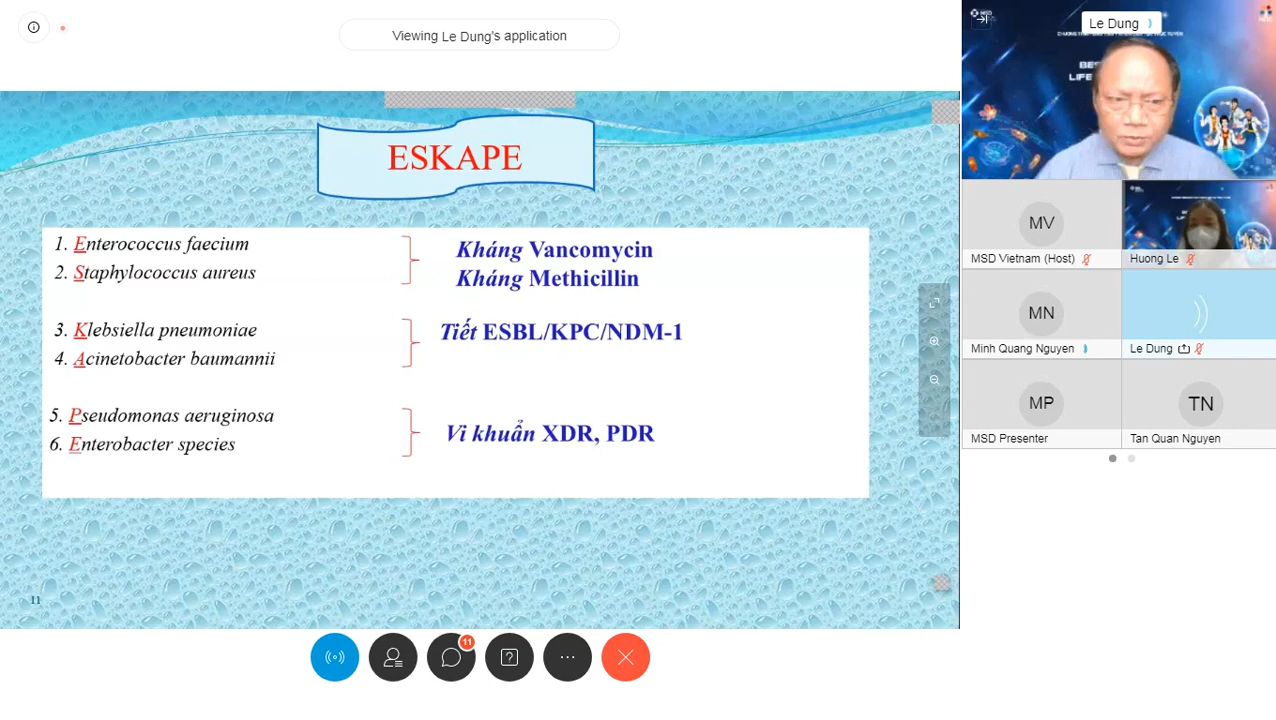 Viewing Le Dung's application
ESKAPE
1. Enterococcus faecium
2. Staphylococcus aureus
Kháng Vancomycin
Kháng Methicillin
3. Klebsiella pneumoniae
4. Acinetobacter baumannii
Tiết ESBL/KPC/NDM-1
5. Pseudomonas aeruginosa
6. Enterobacter species
Vi khuẩn XDR, PDR
11
11
Le Dung
MSD
MV
MSD Vietnam (Host)
Huong Le
MN
Minh Quang Nguyen
Le Dung
MP
MSD Presenter
TN
Tan Quan Nguyen